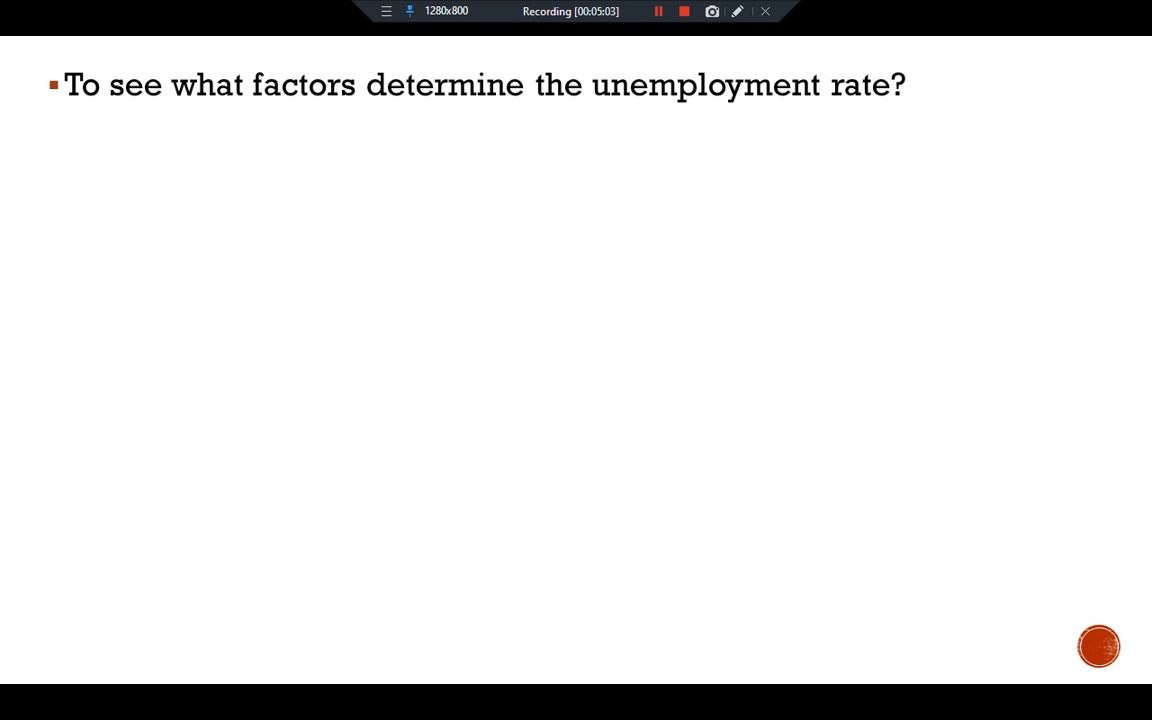 1280x800 Recording [00:05:03]
▪To see what factors determine the unemployment rate?